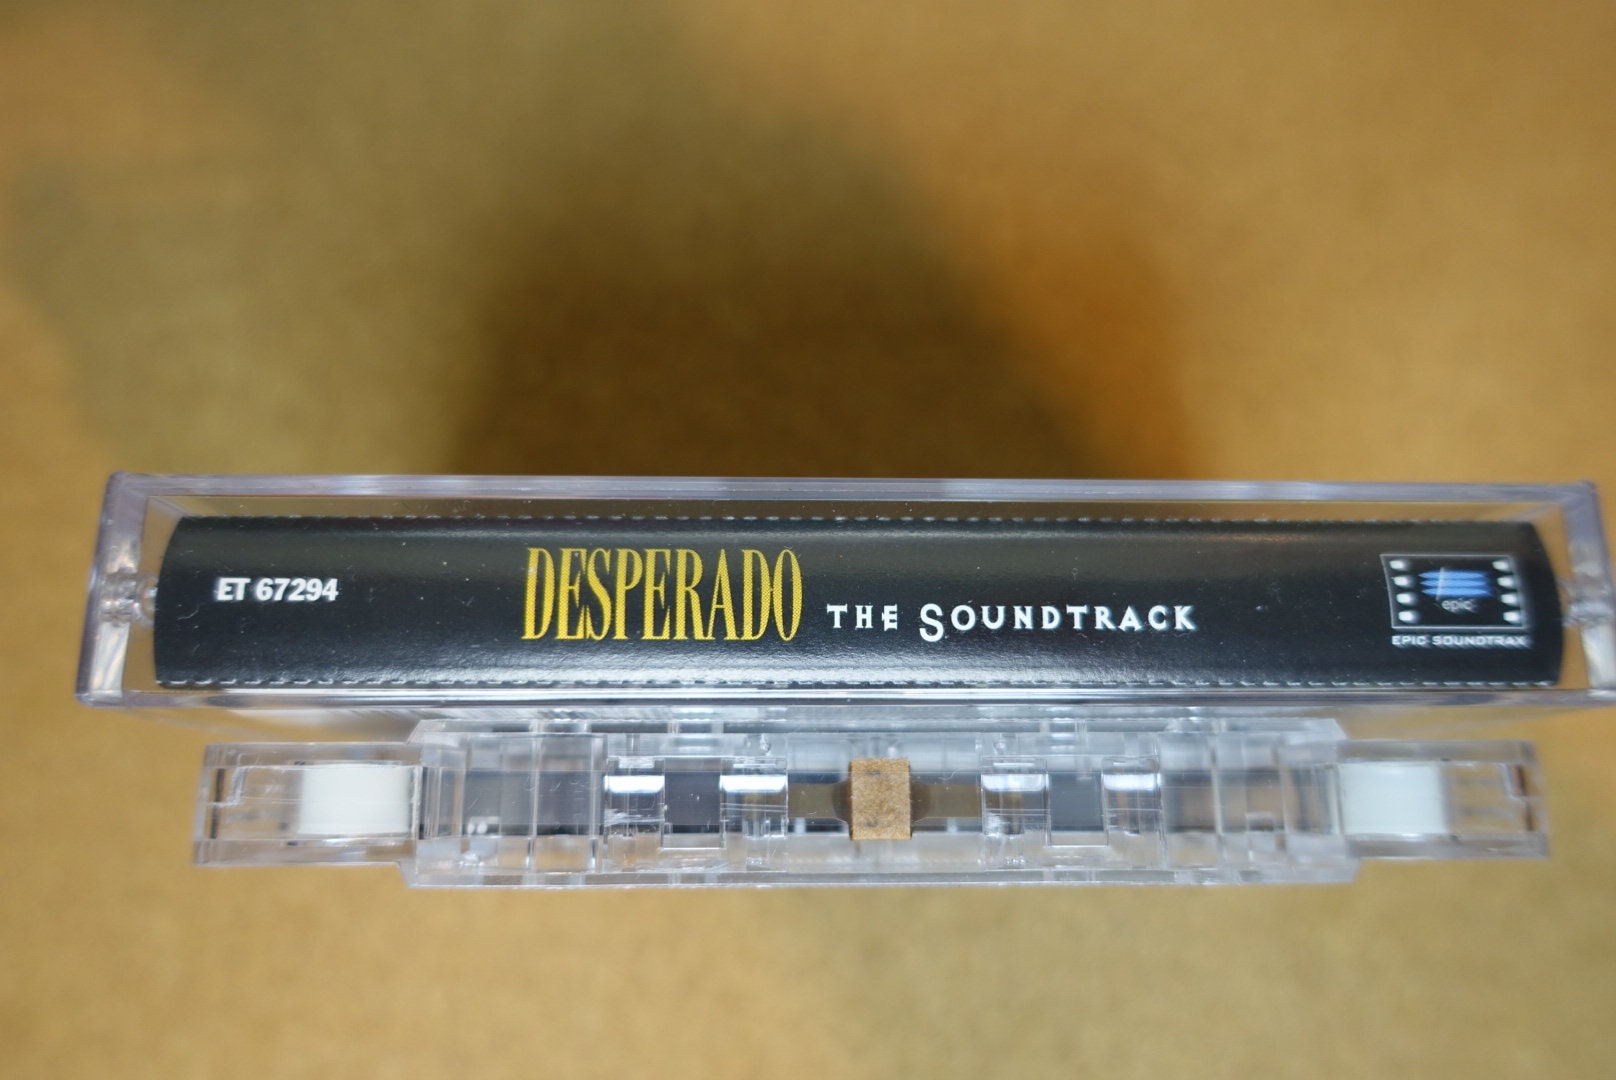 ET 67294
DESPERADO THE SOUNDTRACK
epic
EPIC SOUNDTRAX